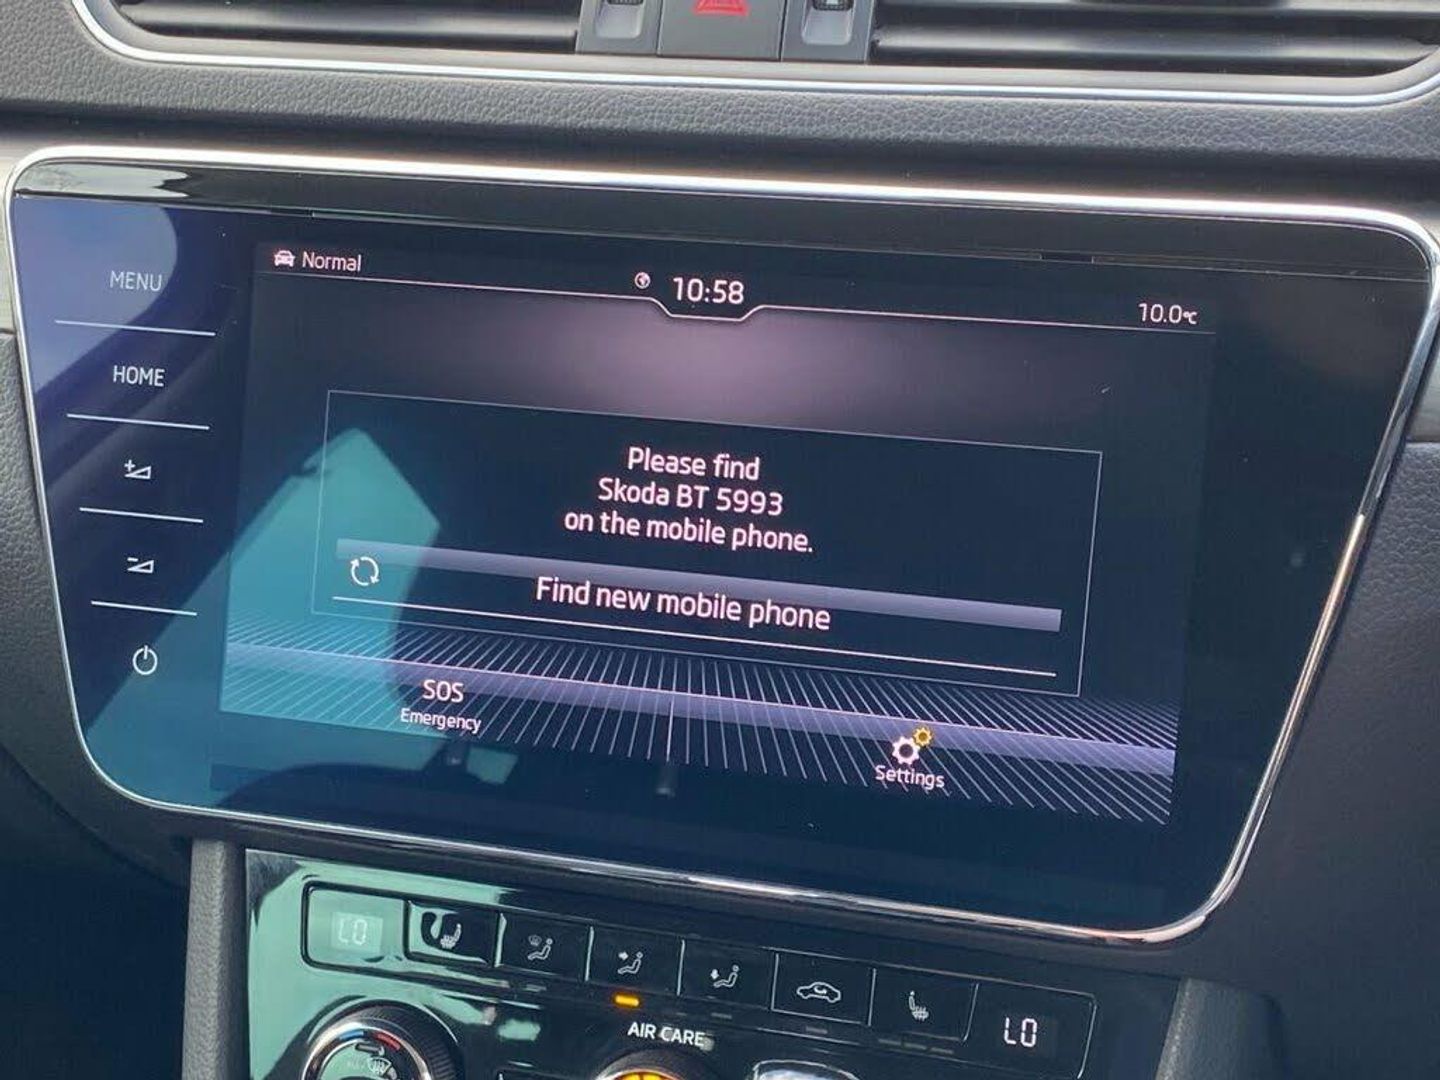 Normal
10:58
10.0°C
MENU
HOME
Please find
Skoda BT 5993
on the mobile phone.
Find new mobile phone
SOS
Emergency
Settings
LO
LO
AIR CARE